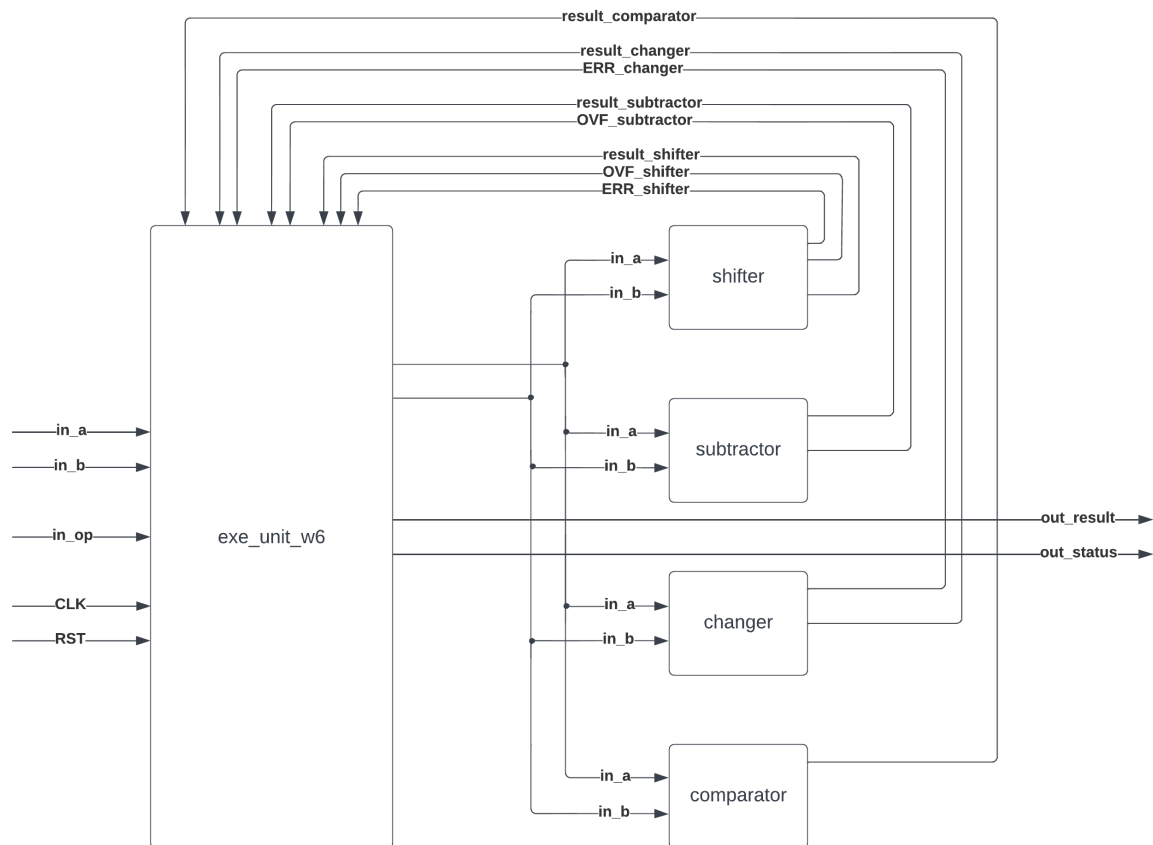 result_comparator
result_changer
ERR_changer
result_subtractor
OVF_subtractor
result_shifter
OVF_shifter
ERR_shifter
in_a
shifter
in_b
in_a
in_a
subtractor
in_b
in_b
out_result
in_op
exe_unit_w6
out_status
CLK
in_a
changer
RST
in_b
in_a
comparator
in_b